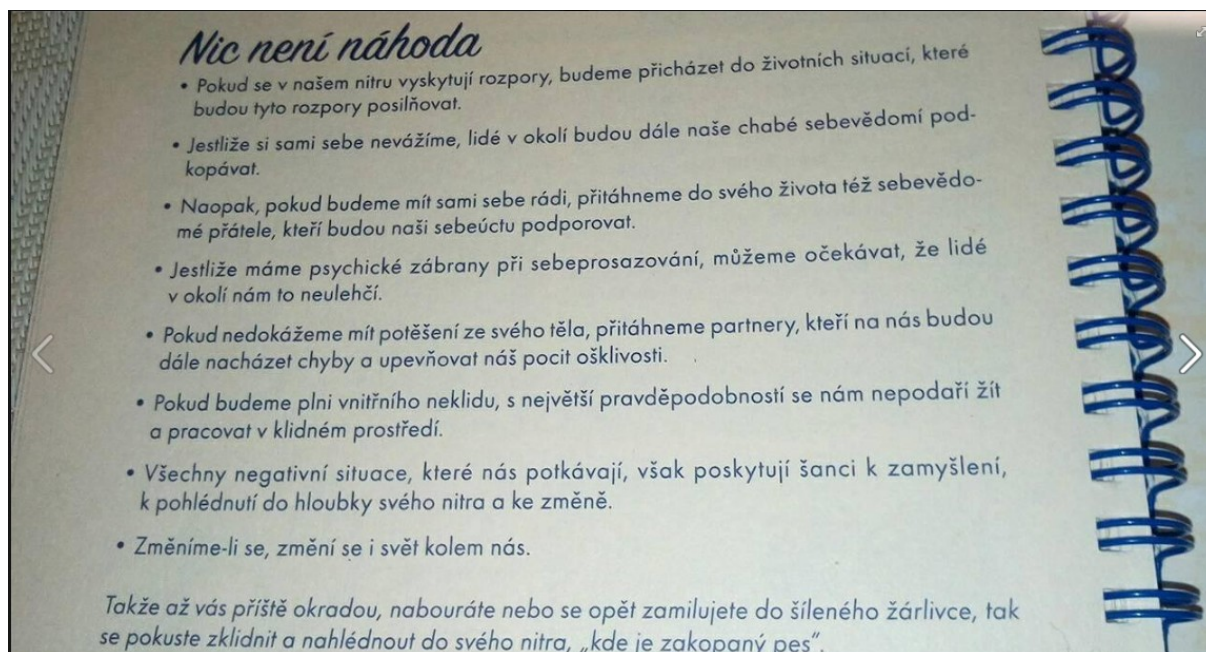 Nic není náhoda
• Pokud se v našem nitru vyskytují rozpory, budeme přicházet do životních situací, které
budou tyto rozpory posilňovat.
• Jestliže si sami sebe nevážíme, lidé v okolí budou dále naše chabé sebevědomí pod-
kopávat.
• Naopak, pokud budeme mít sami sebe rádi, přitáhneme do svého života též sebevědo-
mé přátele, kteří budou naši sebeúctu podporovat.
• Jestliže máme psychické zábrany při sebeprosazování, můžeme očekávat, že lidé
v okolí nám to neulehčí.
• Pokud nedokážeme mít potěšení ze svého těla, přitáhneme partnery, kteří na nás budou
dále nacházet chyby a upevňovat náš pocit ošklivosti.
• Pokud budeme plni vnitřního neklidu, s největší pravděpodobností se nám nepodaří žít
a pracovat v klidném prostředí.
• Všechny negativní situace, které nás potkávají, však poskytují šanci k zamyšlení,
k pohlédnutí do hloubky svého nitra a ke změně.
• Změníme-li se, změní se i svět kolem nás.
Takže až vás příště okradou, nabouráte nebo se opět zamilujete do šíleného žárlivce, tak
se pokuste zklidnit a nahlédnout do svého nitra, „kde je zakopaný pes“.